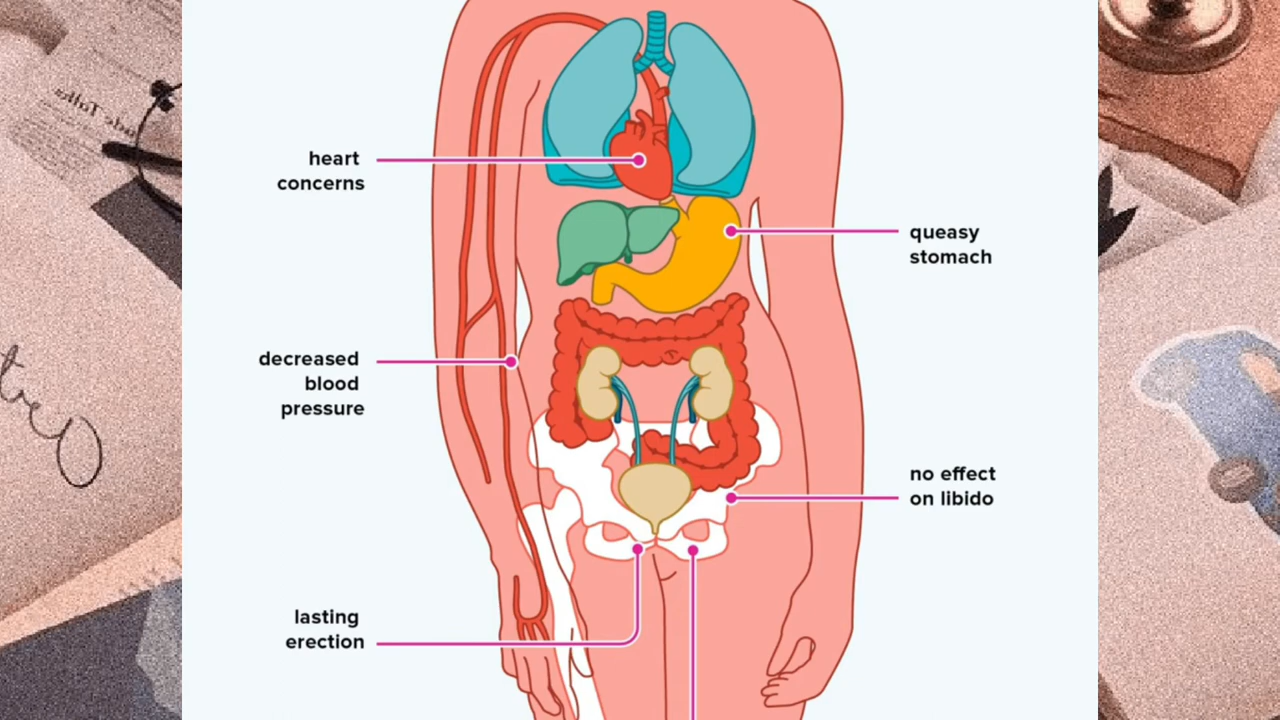 heart
concerns
queasy
stomach
decreased
blood
pressure
no effect
on libido
lasting
erection